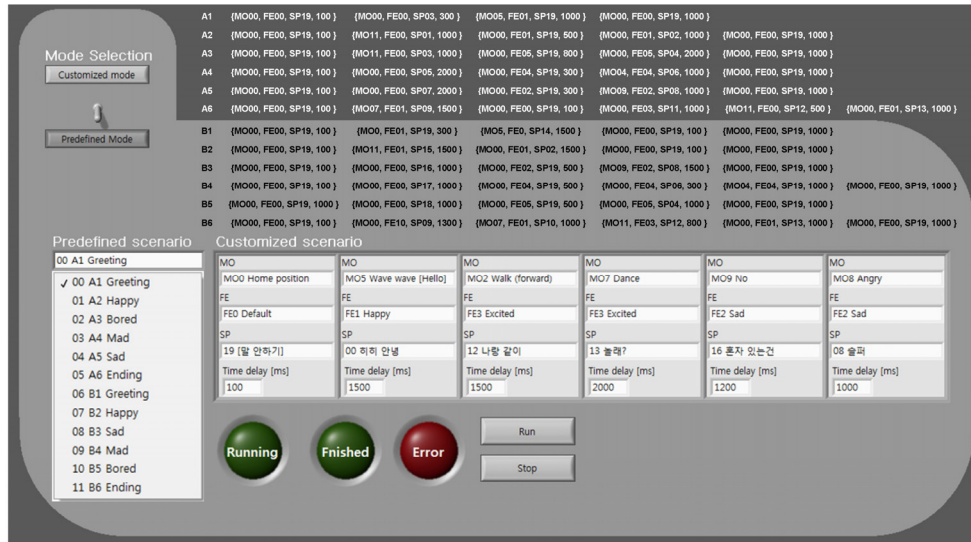 A1 {MO00, FE00, SP19, 100 } {MO00, FE00, SP03, 300 } {MO05, FE01, SP19, 1000 } {MO00, FE00, SP19, 1000 }
A2 {MO00, FE00, SP19, 100 } {MO11, FE00, SP01, 1000 } {MO00, FE01, SP19, 500 } {MO00, FE01, SP02, 1000 } {MO00, FE00, SP19, 1000 }
A3 {MO00, FE00, SP19, 100 } {MO11, FE00, SP03, 1000 } {MO00, FE05, SP19, 800 } {MO00, FE05, SP04, 2000 } {MO00, FE00, SP19, 1000 }
A4 {MO00, FE00, SP19, 100 } {MO00, FE00, SP05, 2000 } {MO00, FE04, SP19, 300 } {MO04, FE04, SP06, 1000 } {MO00, FE00, SP19, 1000 }
A5 {MO00, FE00, SP19, 100 } {MO00, FE00, SP07, 2000 } {MO00, FE02, SP19, 300 } {MO09, FE02, SP08, 1000 } {MO00, FE00, SP19, 1000 }
A6 {MO00, FE00, SP19, 100 } {MO07, FE01, SP09, 1500 } {MO00, FE00, SP19, 100 } {MO00, FE03, SP11, 1000 } {MO11, FE00, SP12, 500 } {MO00, FE01, SP13, 1000 }
B1 {MO00, FE00, SP19, 100 } {MO0, FE01, SP19, 300 } {MO5, FE0, SP14, 1500 } {MO00, FE00, SP19, 100 } {MO00, FE00, SP19, 1000 }
B2 {MO00, FE00, SP19, 100 } {MO11, FE01, SP15, 1500 } {MO00, FE01, SP02, 1500 } {MO00, FE00, SP19, 100 } {MO00, FE00, SP19, 1000 }
B3 {MO00, FE00, SP19, 100 } {MO00, FE00, SP16, 1000 } {MO00, FE02, SP19, 500 } {MO09, FE02, SP08, 1500 } {MO00, FE00, SP19, 1000 }
B4 {MO00, FE00, SP19, 100 } {MO00, FE00, SP17, 1000 } {MO00, FE04, SP19, 500 } {MO00, FE04, SP06, 300 } {MO04, FE04, SP19, 1000 } {MO00, FE00, SP19, 1000 }
B5 {MO00, FE00, SP19, 1000 } {MO00, FE00, SP18, 1000 } {MO00, FE05, SP19, 500 } {MO00, FE05, SP04, 1000 } {MO00, FE00, SP19, 1000 }
B6 {MO00, FE00, SP19, 100 } {MO00, FE10, SP09, 1300 } {MO07, FE01, SP10, 1000 } {MO11, FE03, SP12, 800 } {MO00, FE01, SP13, 1000 } {MO00, FE00, SP19, 1000 }
Mode Selection
Customized mode
Predefined Mode
Predefined scenario
00 A1 Greeting
✓ 00 A1 Greeting
01 A2 Happy
02 A3 Bored
03 A4 Mad
04 A5 Sad
05 A6 Ending
06 B1 Greeting
07 B2 Happy
08 B3 Sad
09 B4 Mad
10 B5 Bored
11 B6 Ending
Customized scenario
MO MO MO MO MO MO
MO0 Home position MO5 Wave wave [Hello] MO2 Walk (forward) MO7 Dance MO9 No MO8 Angry
FE FE FE FE FE FE
FE0 Default FE1 Happy FE3 Excited FE3 Excited FE2 Sad FE2 Sad
SP SP SP SP SP SP
19 [말 안하기] 00 히히 안녕 12 나랑 같이 13 놀래? 16 혼자 있는건 08 슬퍼
Time delay [ms] Time delay [ms] Time delay [ms] Time delay [ms] Time delay [ms] Time delay [ms]
100 1500 1500 2000 1200 1000
Running Fnished Error
Run
Stop